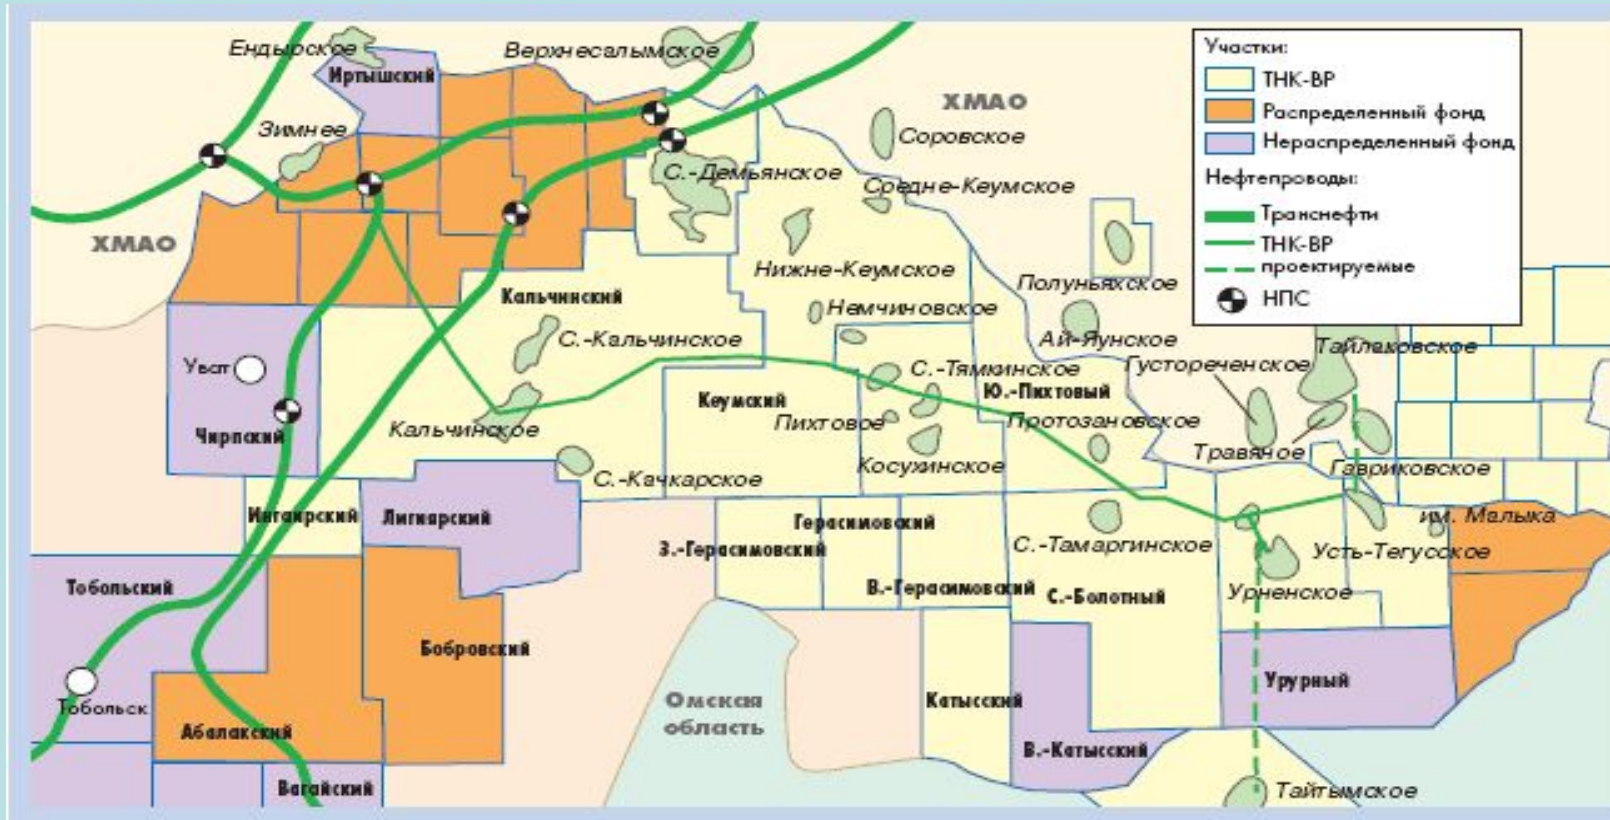 Ендырское
Верхнесалымское
Иртышский
Зимнее
ХМАО
Соровское
С.-Демьянское
Средне-Кеумское
ХМАО
Нижне-Кеумское
Полуньяхское
Кальчинский
Немчиновское
С.-Кальчинское
Ай-Яунское
Тайлаковское
Густореченское
Уват
С.-Тямкинское
Ю.-Пихтовый
Кеумский
Пихтовое
Протозановское
Кальчинское
Чирпский
Травяное
Косухинское
Гавриковское
С.-Качкарское
Ингаирский
Лигиярский
Герасимовский
им. Малыка
З.-Герасимовский
С.-Тамаргинское
Усть-Тегусское
Тобольский
В.-Герасимовский
С.-Болотный
Урненское
Бобровский
Урурный
Тобольск
Омская
область
Катысский
Абалакский
В.-Катысский
Вагайский
Тайтымское
Участки:
ТНК-ВР
Распределенный фонд
Нераспределенный фонд
Нефтепроводы:
Транснефти
ТНК-ВР
проектируемые
НПС